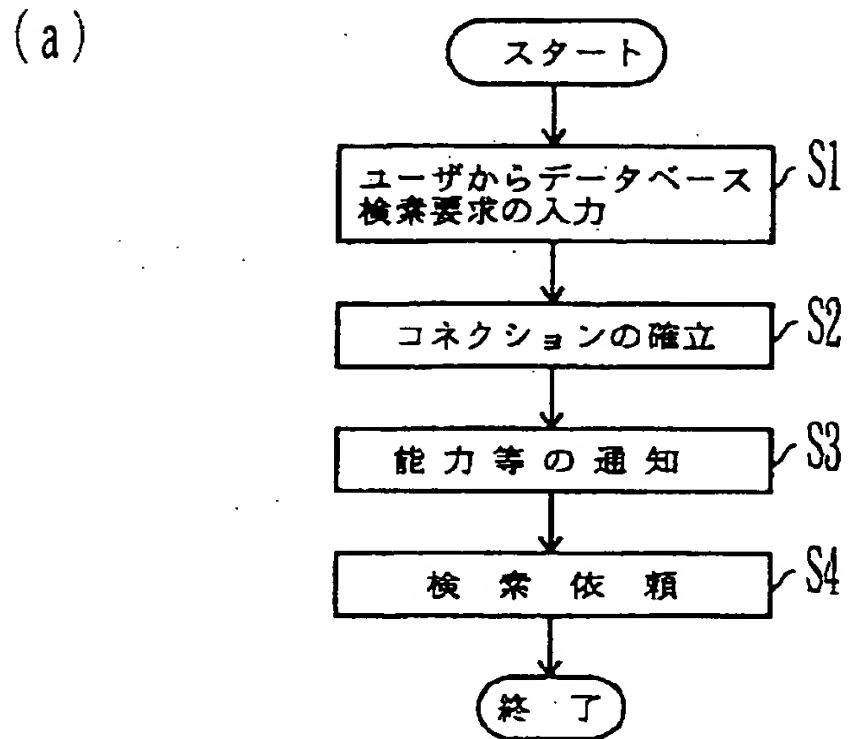 (a)
スタート
ユーザからデータベース
検索要求の入力
S1
コネクションの確立
S2
能力等の通知
S3
検索依頼
S4
終了